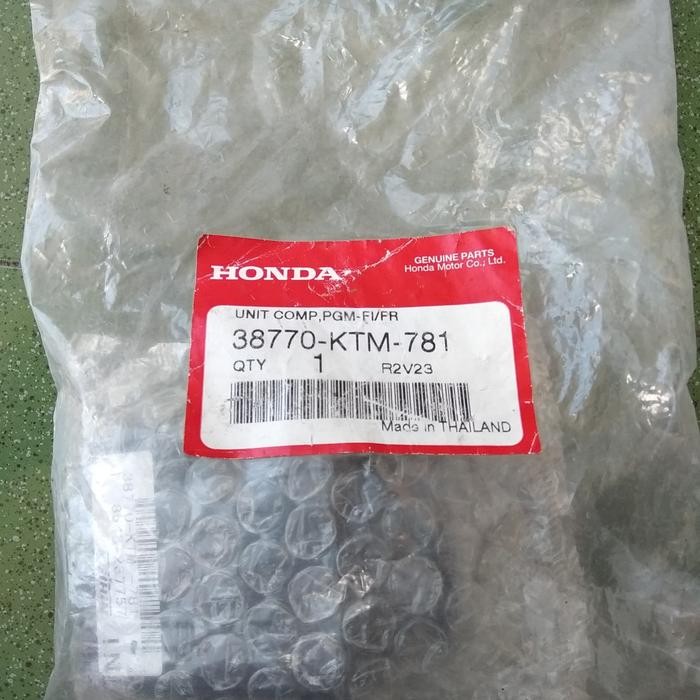 HONDA
GENUINE PARTS
Honda Motor Co., Ltd.
UNIT COMP,PGM-FI/FR
38770-KTM-781
QTY 1 R2V23
Made in THAILAND